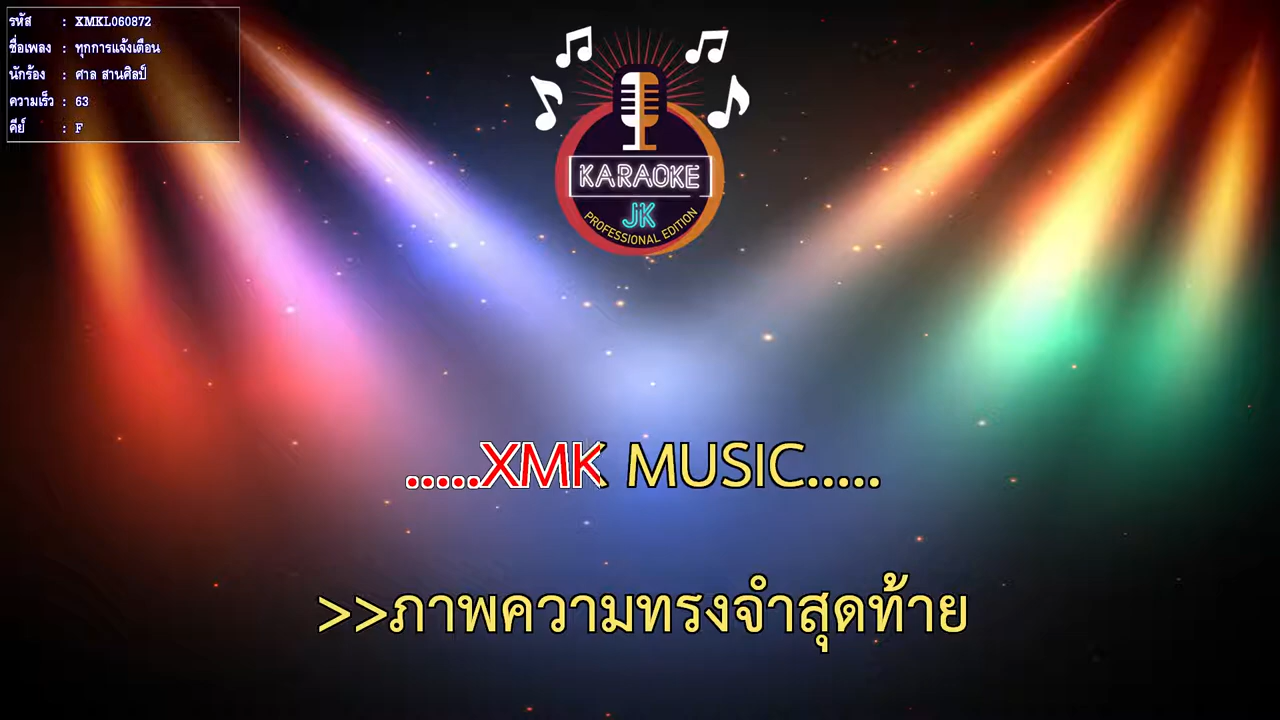 รหัส : XMKL060872
ชื่อเพลง : ทุกการแจ้งเตือน
นักร้อง : ศาล สานศิลป์
ความเร็ว : 63
คีย์ : F
KARAOKE
JK
PROFESSIONAL EDITION
.....XMK MUSIC.....
>>ภาพความทรงจำสุดท้าย